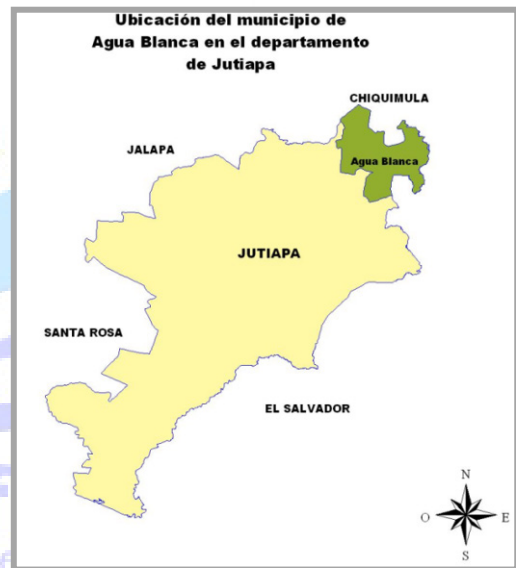 Ubicación del municipio de
Agua Blanca en el departamento
de Jutiapa
CHIQUIMULA
JALAPA
Agua Blanca
JUTIAPA
SANTA ROSA
EL SALVADOR
N
O
E
S